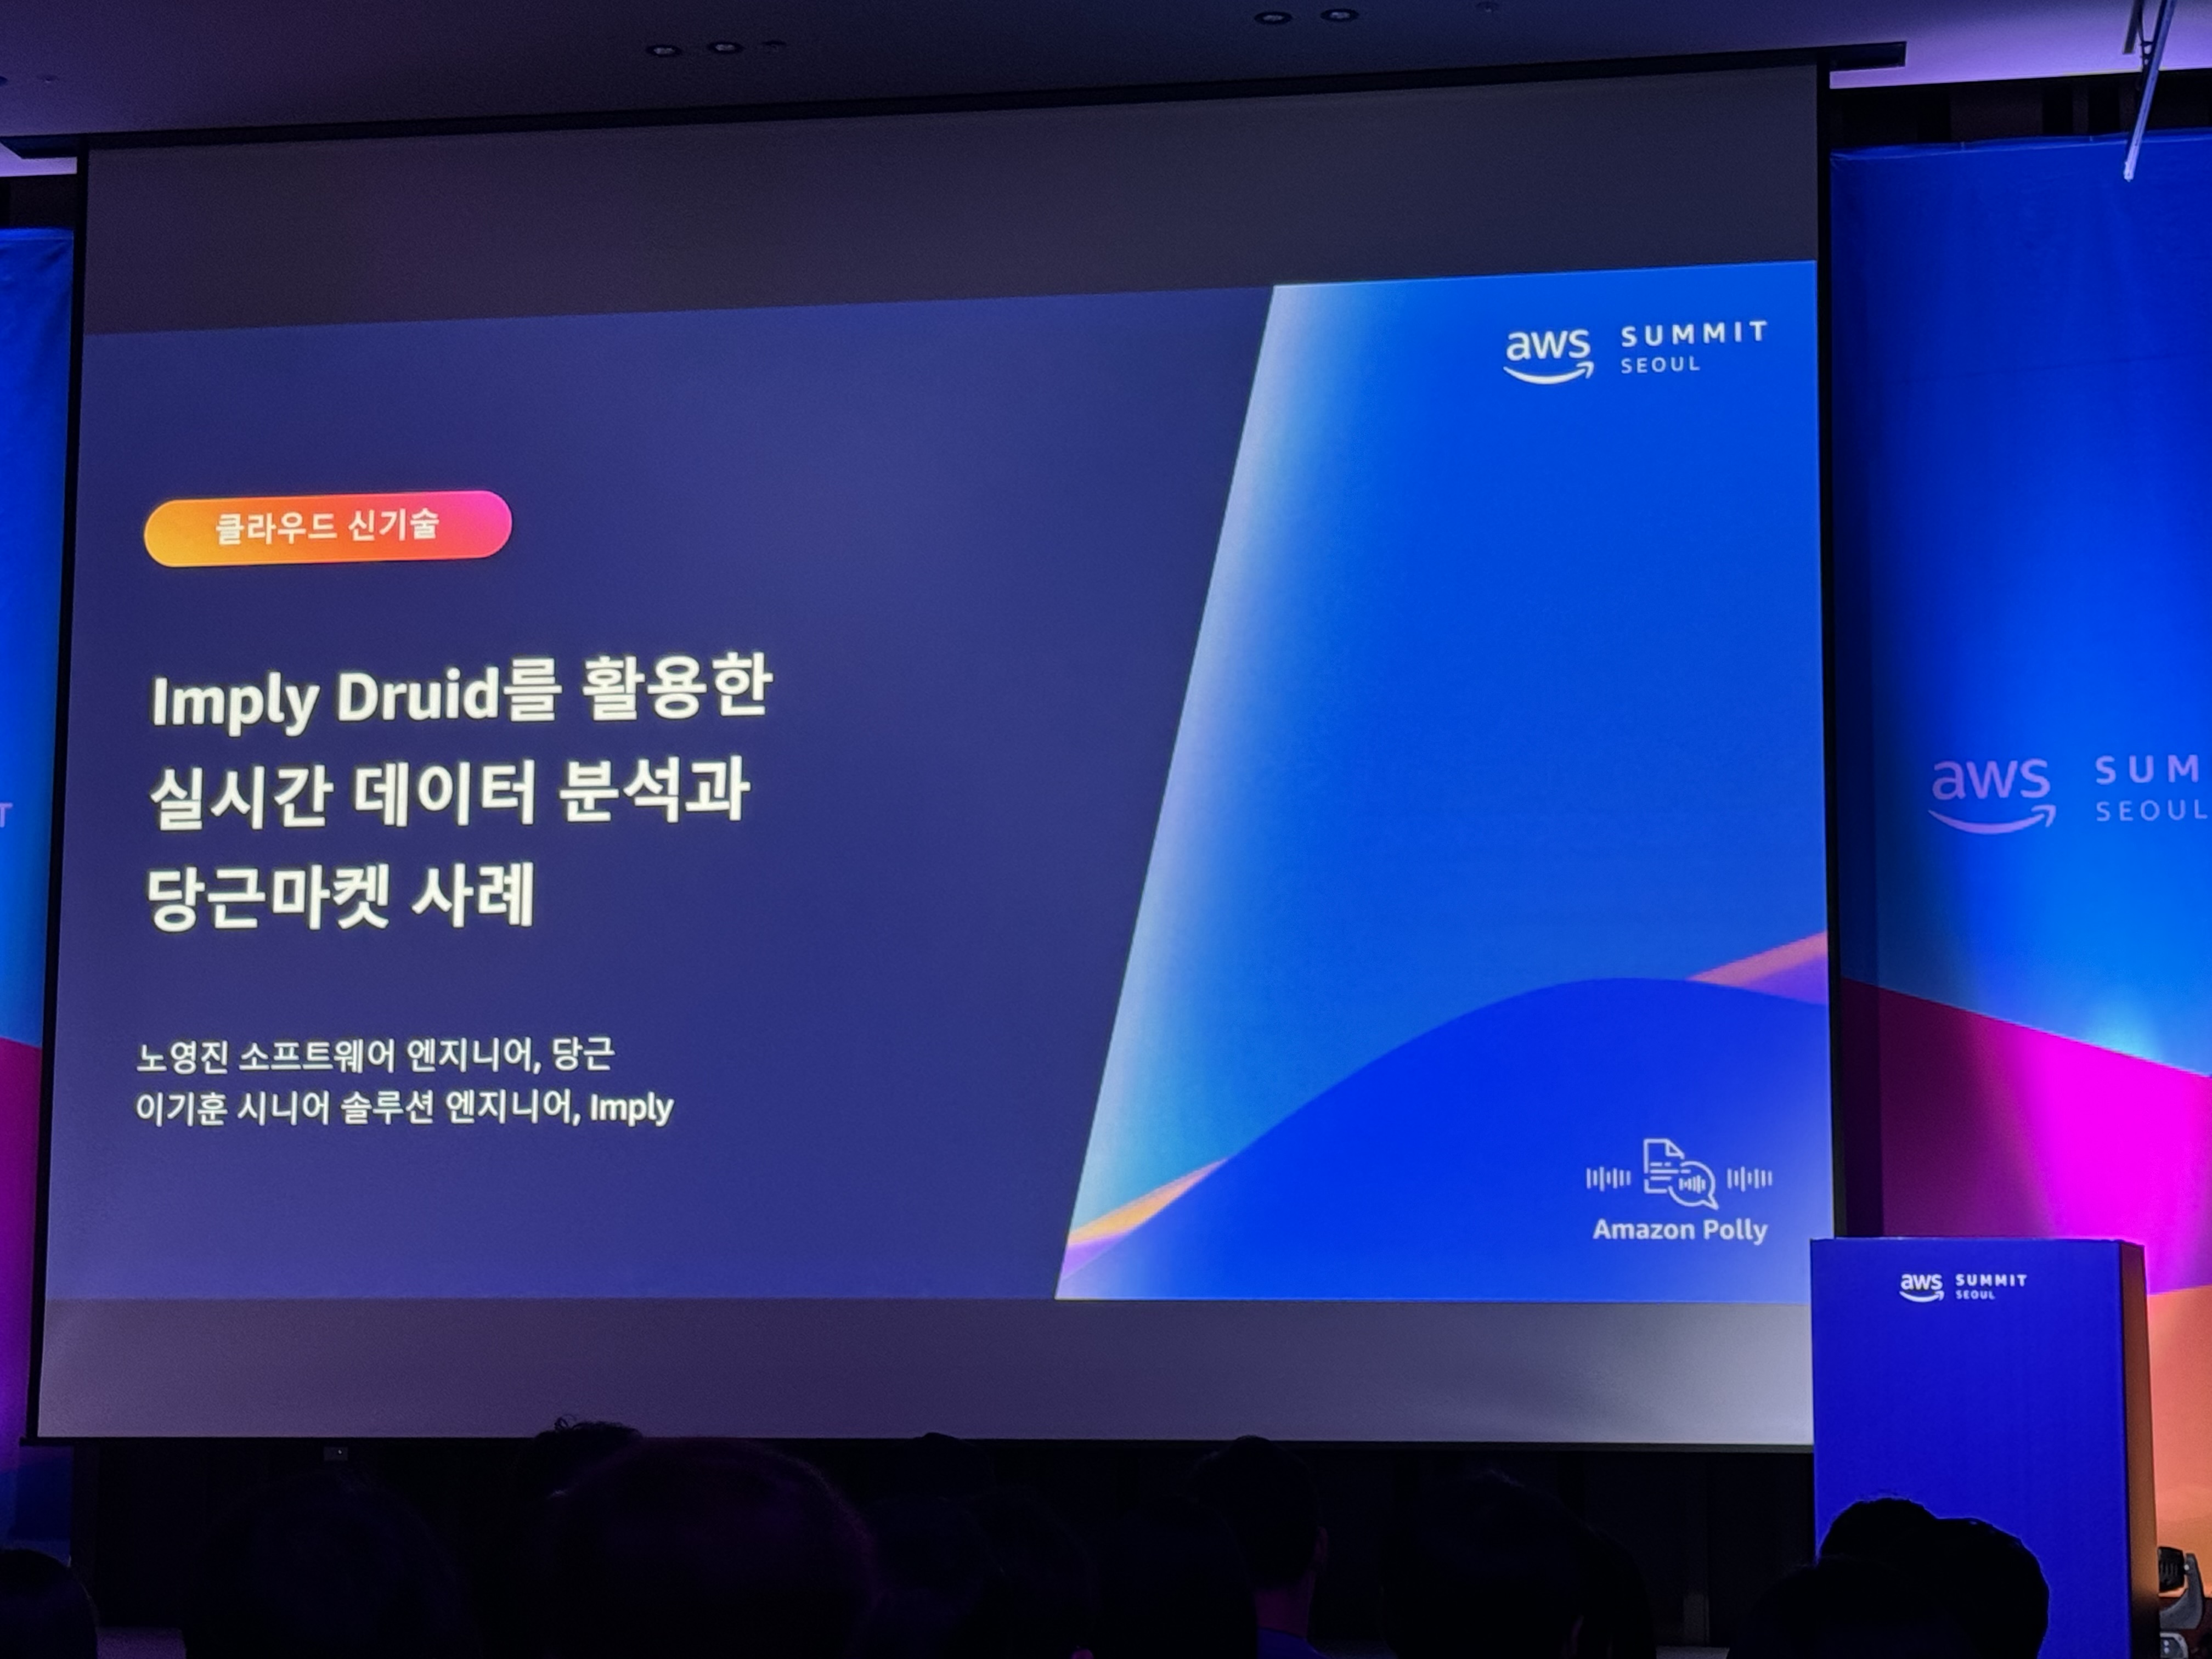 aws SUMMIT
SEOUL
클라우드 신기술
Imply Druid를 활용한
실시간 데이터 분석과
당근마켓 사례
노영진 소프트웨어 엔지니어, 당근
이기훈 시니어 솔루션 엔지니어, Imply
Amazon Polly
aws SUM
SEOUL
aws SUMMIT
SEOUL
T